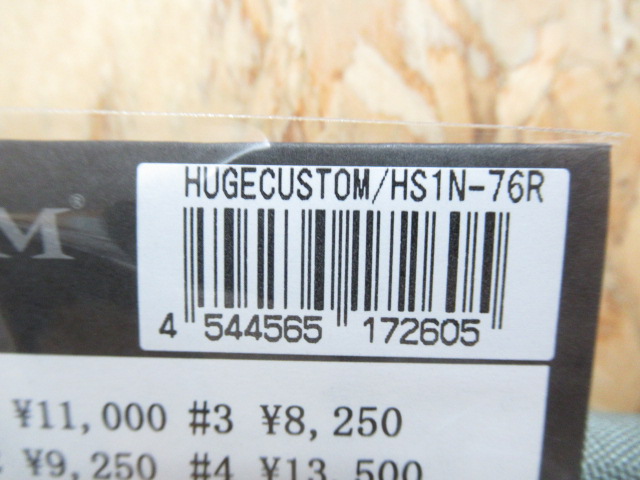 HUGECUSTOM/HS1N-76R
M®
4 544565 172605
¥11,000 #3 ¥8,250
¥9,250 #4 ¥13,500